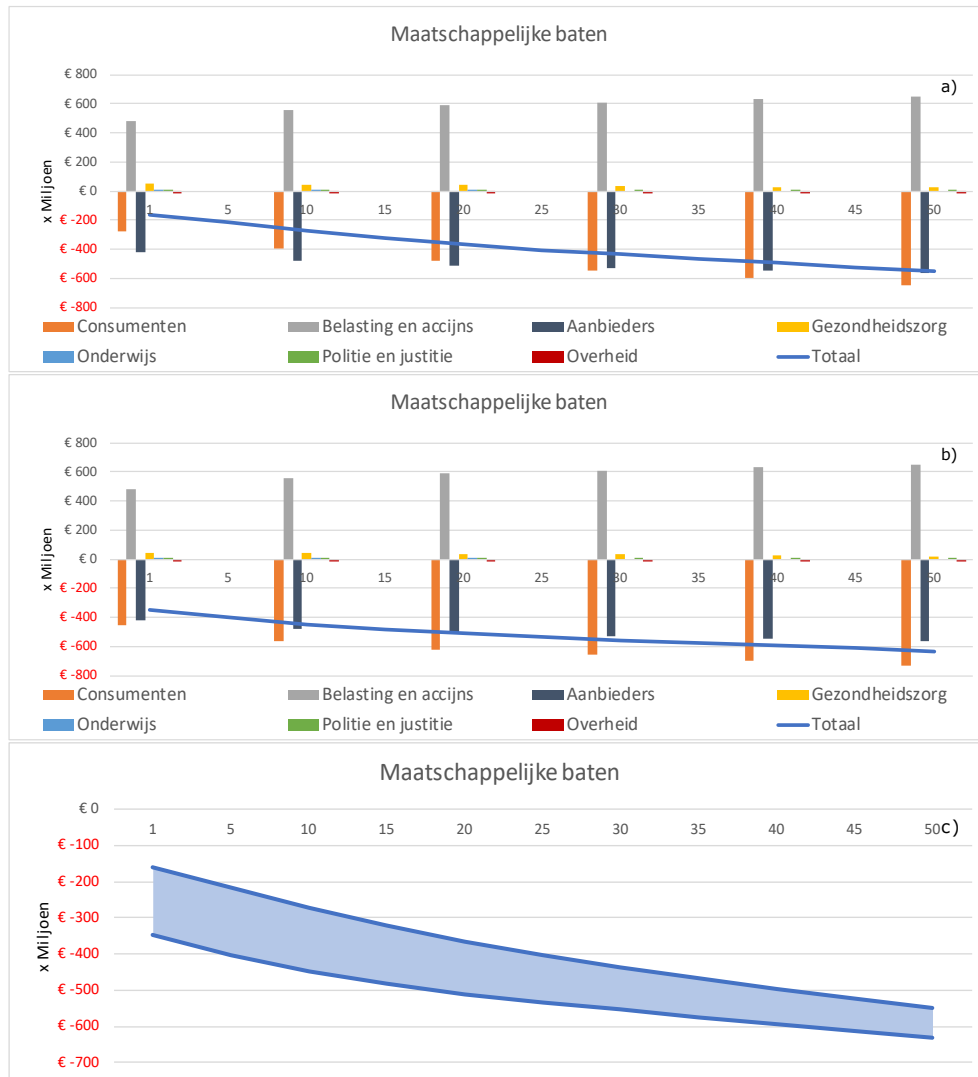 Maatschappelijke baten
a)
€ 800
€ 600
€ 400
€ 200
€ 0
€ -200
€ -400
€ -600
€ -800
x Miljoen
1 5 10 15 20 25 30 35 40 45 50
Consumenten Belasting en accijns Aanbieders Gezondheidszorg
Onderwijs Politie en justitie Overheid Totaal
Maatschappelijke baten
b)
€ 800
€ 600
€ 400
€ 200
€ 0
€ -200
€ -400
€ -600
€ -800
x Miljoen
1 5 10 15 20 25 30 35 40 45 50
Consumenten Belasting en accijns Aanbieders Gezondheidszorg
Onderwijs Politie en justitie Overheid Totaal
Maatschappelijke baten
€ 0
1 5 10 15 20 25 30 35 40 45 50 c)
€ -100
€ -200
€ -300
€ -400
€ -500
€ -600
€ -700
x Miljoen